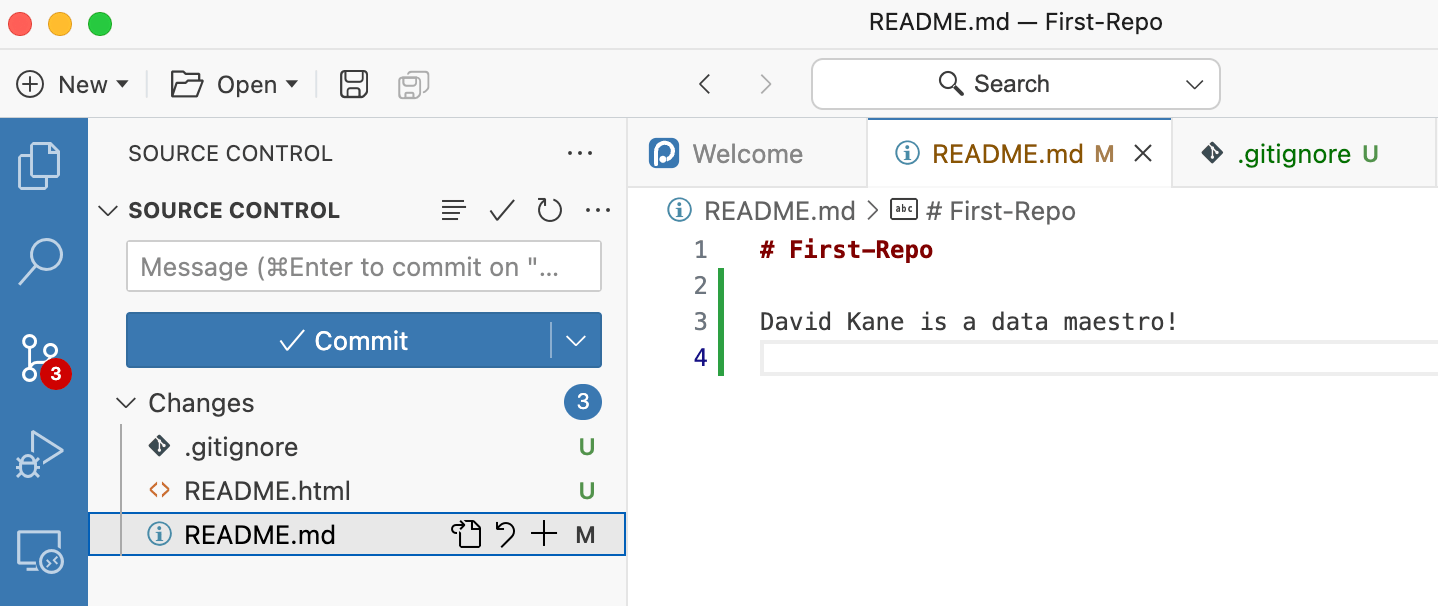 README.md — First-Repo
New
Open
Search
SOURCE CONTROL
SOURCE CONTROL
Message (⌘Enter to commit on "...
Commit
Changes 3
.gitignore U
README.html U
README.md M
3
Welcome
README.md M
.gitignore U
README.md > abc # First-Repo
1 # First-Repo
2
3 David Kane is a data maestro!
4